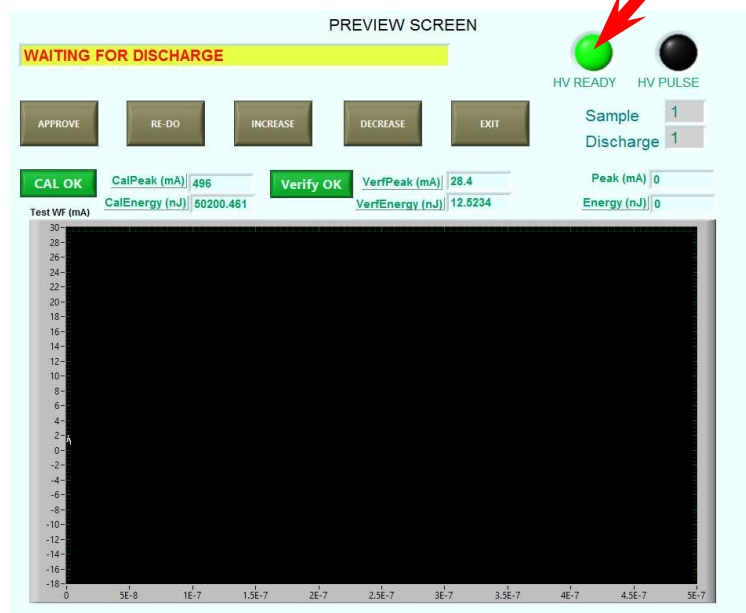 PREVIEW SCREEN
WAITING FOR DISCHARGE
HV READY HV PULSE
APPROVE RE-DO INCREASE DECREASE EXIT
Sample 1
Discharge 1
CAL OK CalPeak (mA) 496 Verify OK VerfPeak (mA) 28.4 Peak (mA) 0
CalEnergy (nJ) 50200.461 VerfEnergy (nJ) 12.5234 Energy (nJ) 0
Test WF (mA)
30
28
26
24
22
20
18
16
14
12
10
8
6
4
2
0
-2
-4
-6
-8
-10
-12
-14
-16
-18
0 5E-8 1E-7 1.5E-7 2E-7 2.5E-7 3E-7 3.5E-7 4E-7 4.5E-7 5E-7